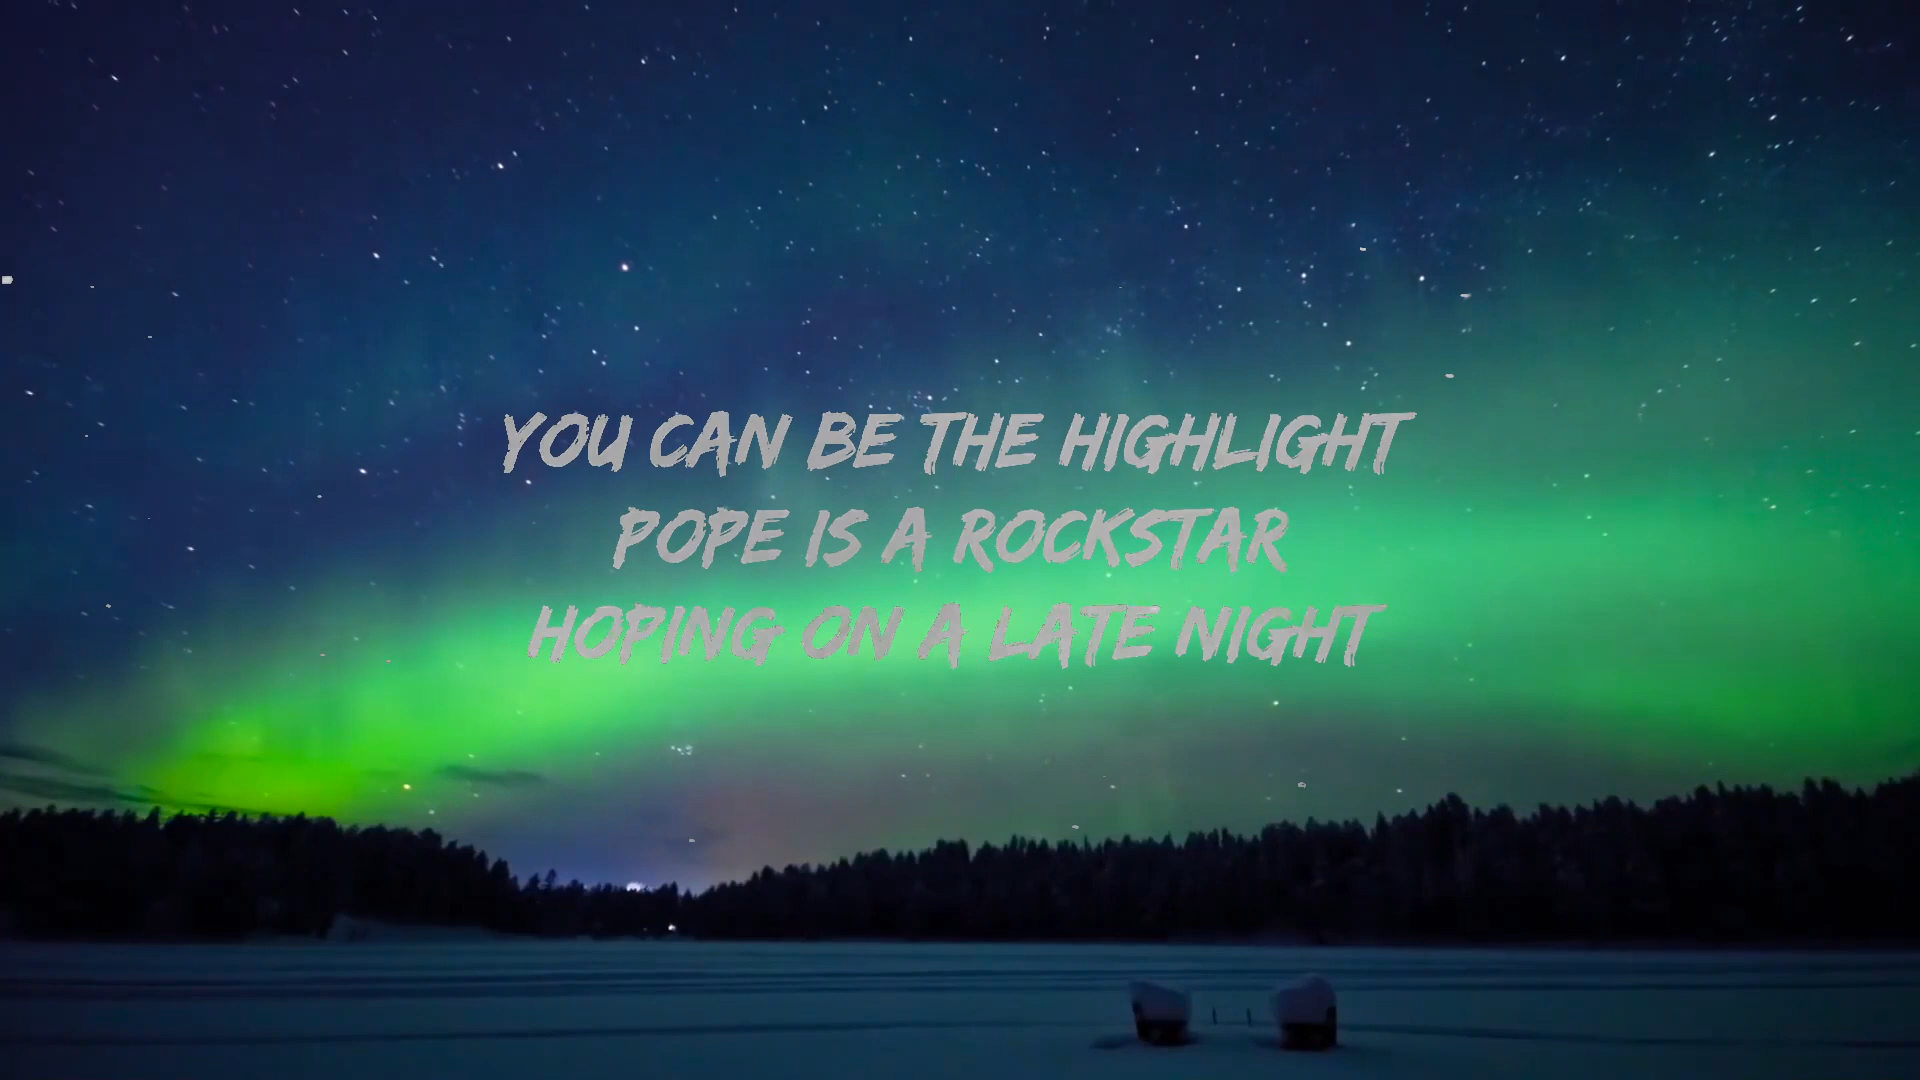 YOU CAN BE THE HIGHLIGHT
POPE IS A ROCKSTAR
HOPING ON A LATE NIGHT